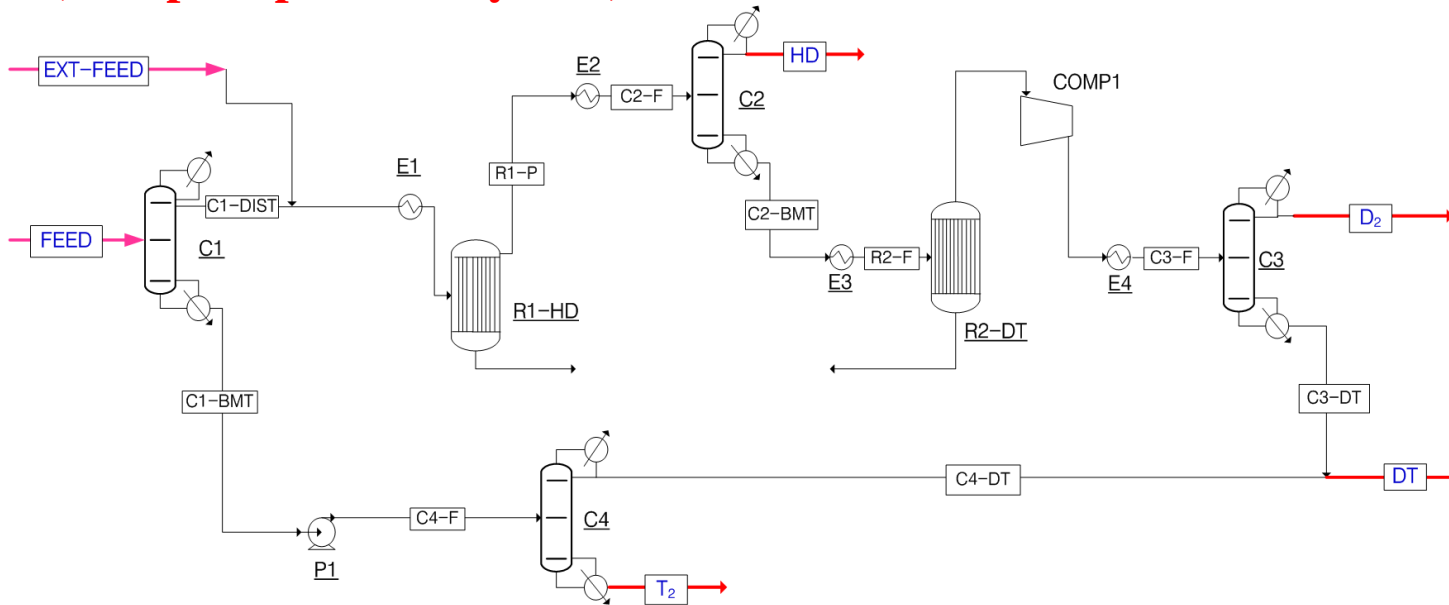 EXT-FEED
E2
C2-F
C2
HD
COMP1
R1-P
E1
C1-DIST
FEED
C1
C2-BMT
D₂
R2-F
E3
C3-F
E4
C3
R1-HD
R2-DT
C1-BMT
C3-DT
C4-DT
DT
C4-F
C4
P1
T₂